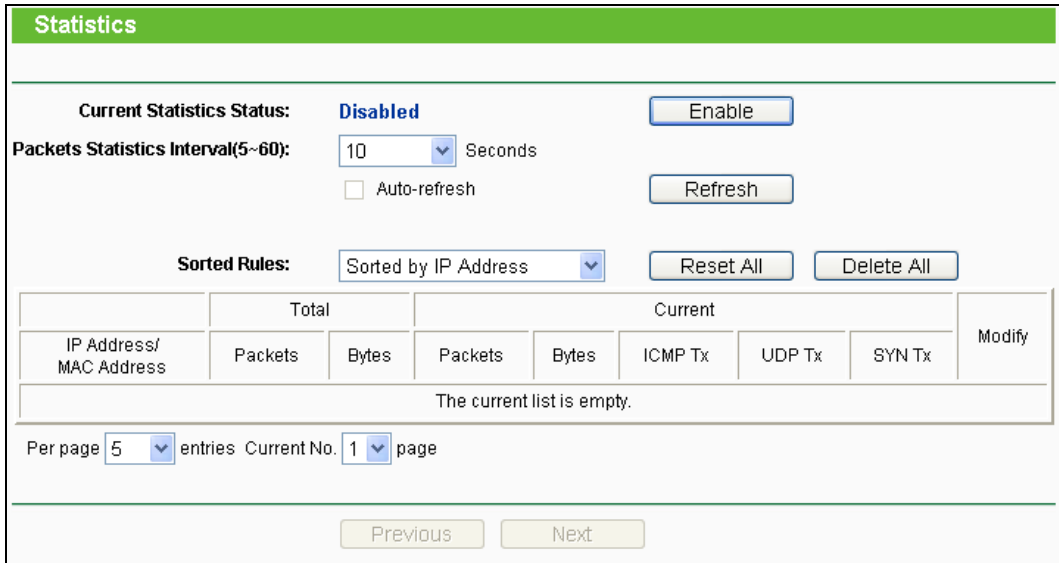 Statistics
Current Statistics Status: Disabled Enable
Packets Statistics Interval(5~60): 10 Seconds
Auto-refresh Refresh
Sorted Rules: Sorted by IP Address Reset All Delete All
Total Current
Modify
IP Address/
MAC Address Packets Bytes Packets Bytes ICMP Tx UDP Tx SYN Tx
The current list is empty.
Per page 5 entries Current No. 1 page
Previous Next